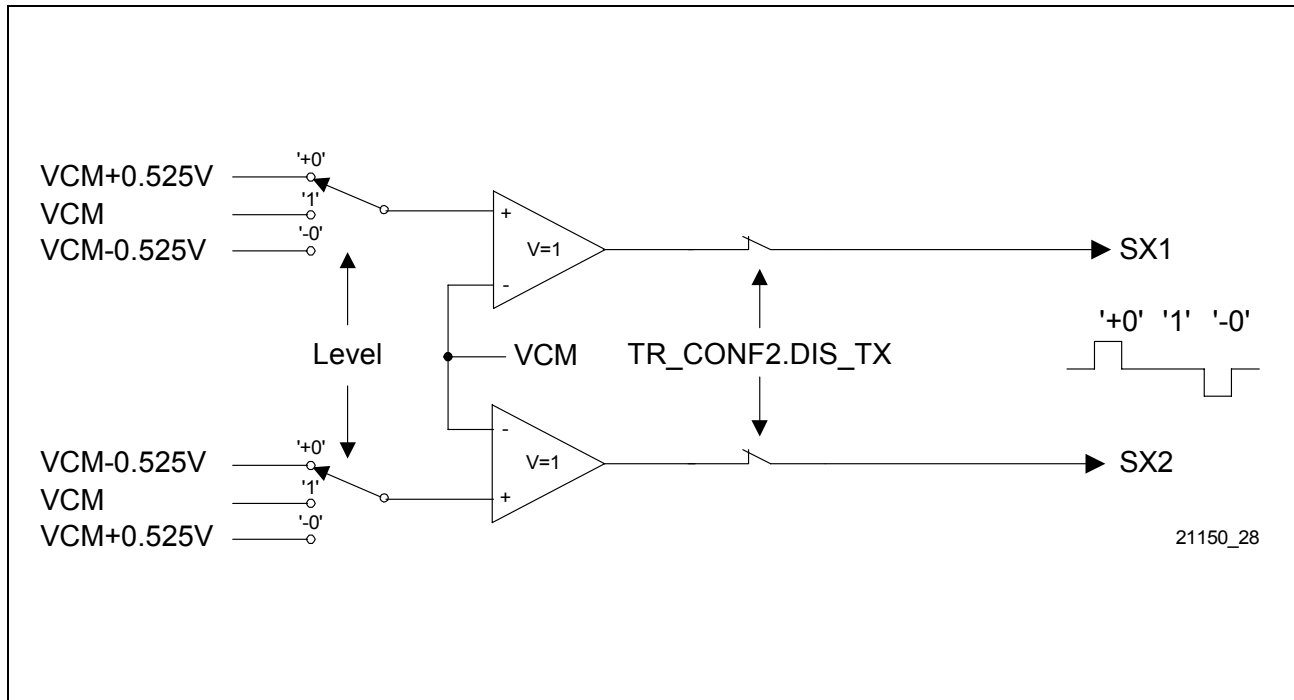 '+0'
VCM+0.525V
'1'
VCM
'-0'
VCM-0.525V
+
V=1
-
SX1
'+0' '1' '-0'
Level
VCM
TR_CONF2.DIS_TX
'+0'
VCM-0.525V
'1'
VCM
'-0'
VCM+0.525V
-
V=1
+
SX2
21150_28